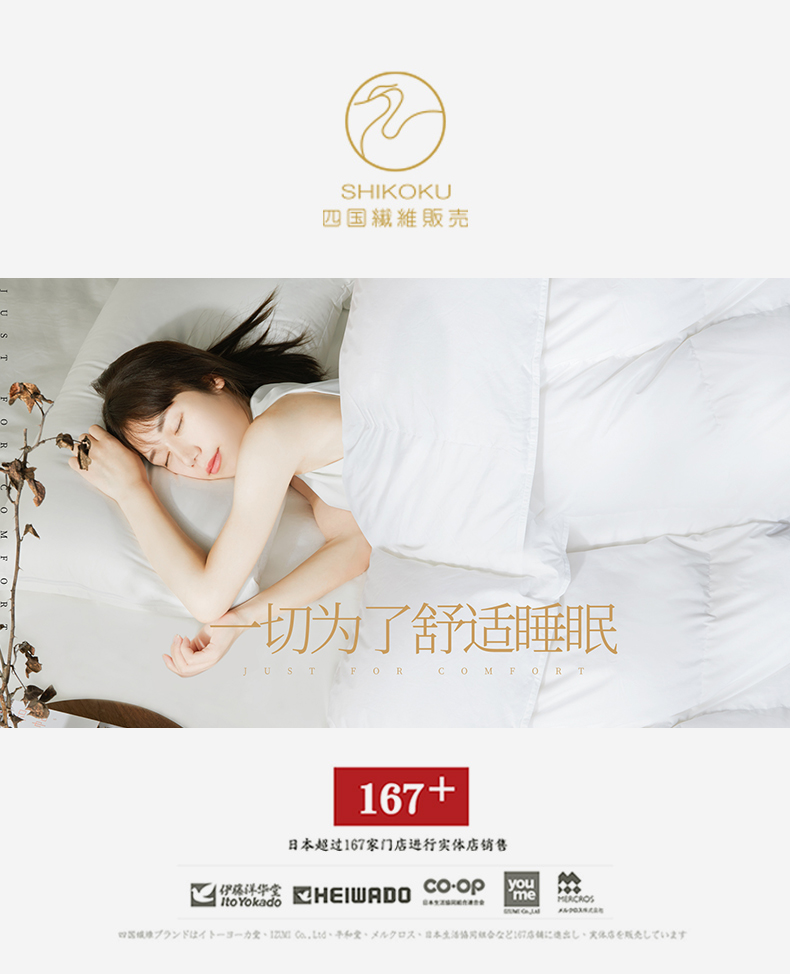 SHIKOKU
四国繊維販売
JUST FOR COMFORT
一切为了舒适睡眠
JUST FOR COMFORT
167+
日本超过167家门店进行实体店销售
伊藤洋华堂
ItoYokado
HEIWADO
CO·OP
日本生活協同組合連合会
you
me
IZUMI Co.,Ltd
MERCROS
メルクロス株式会社
四国繊維ブランドはイトーヨーカ堂、IZUMI Co.,Ltd、平和堂、メルクロス、日本生活協同組合など167店舗に進出し、実体店を販売しています